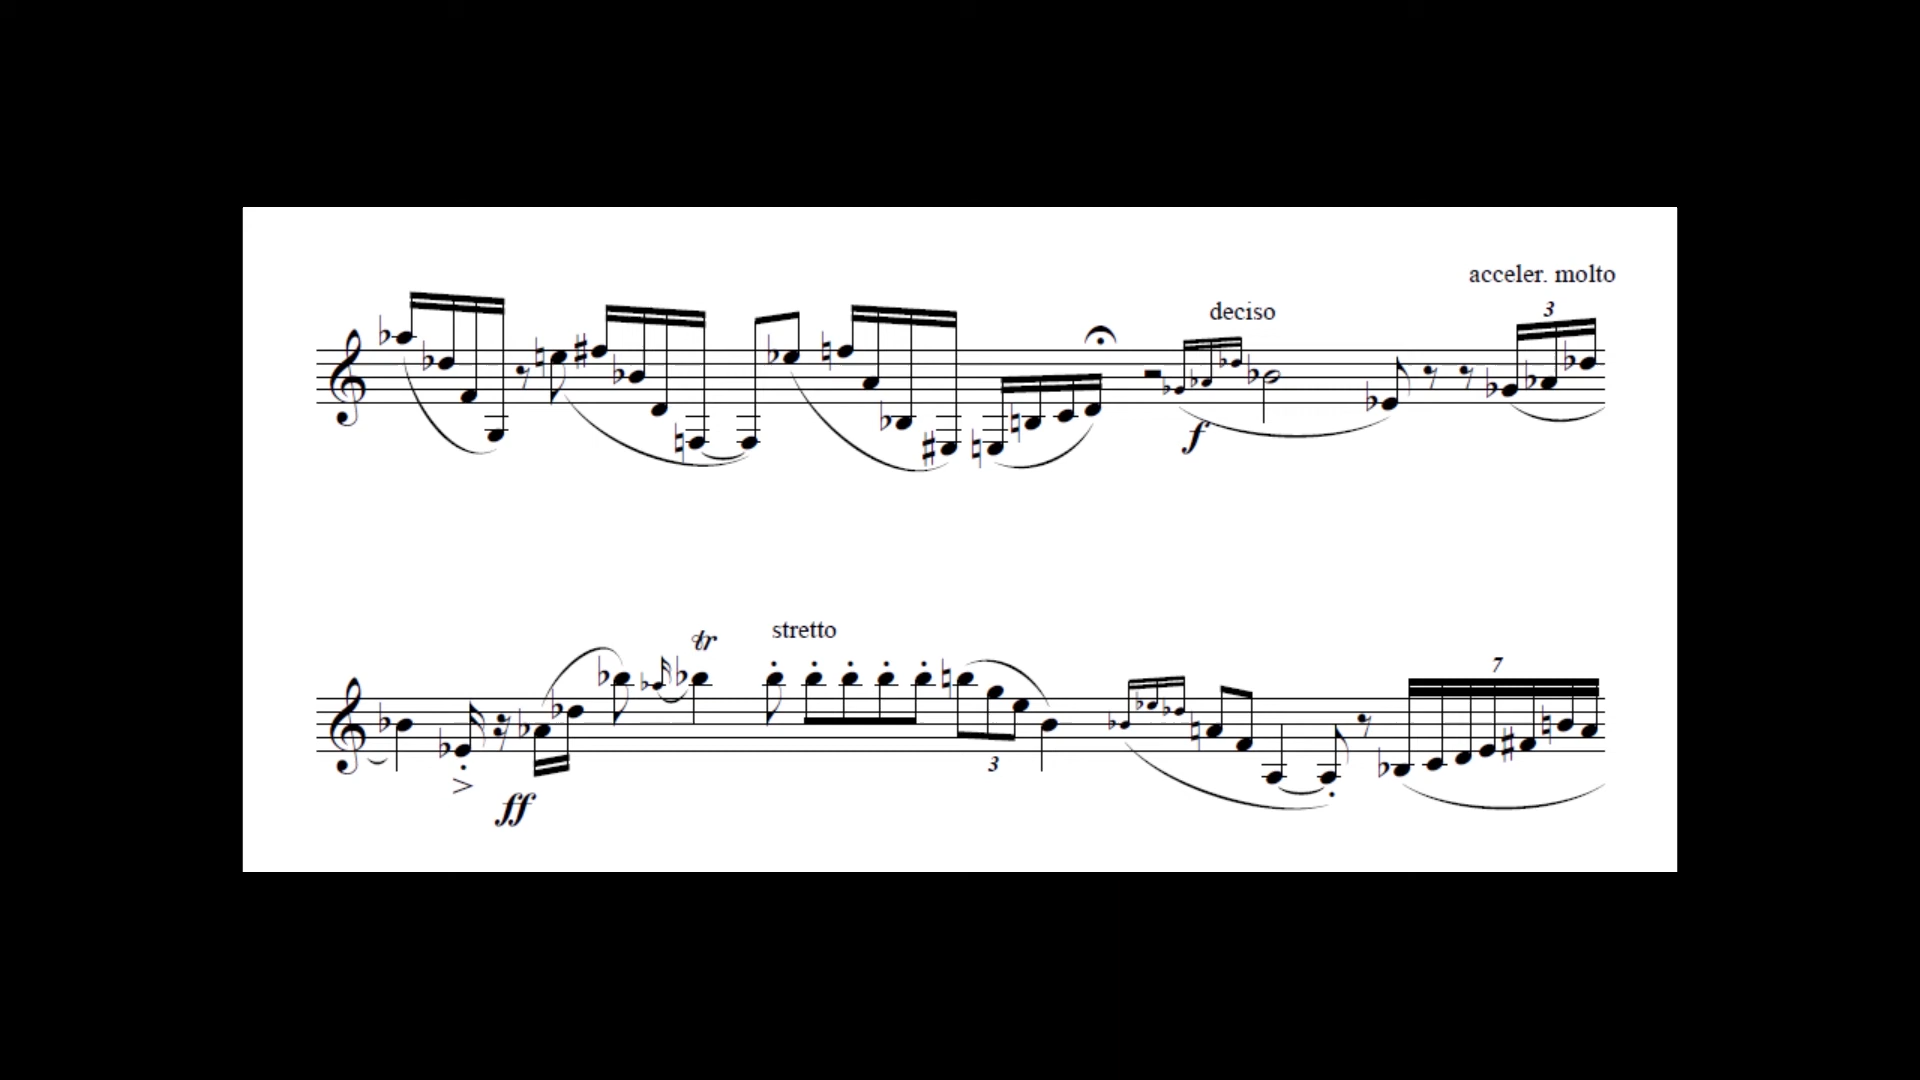 acceler. molto
deciso
3
f
tr
stretto
7
3
ff